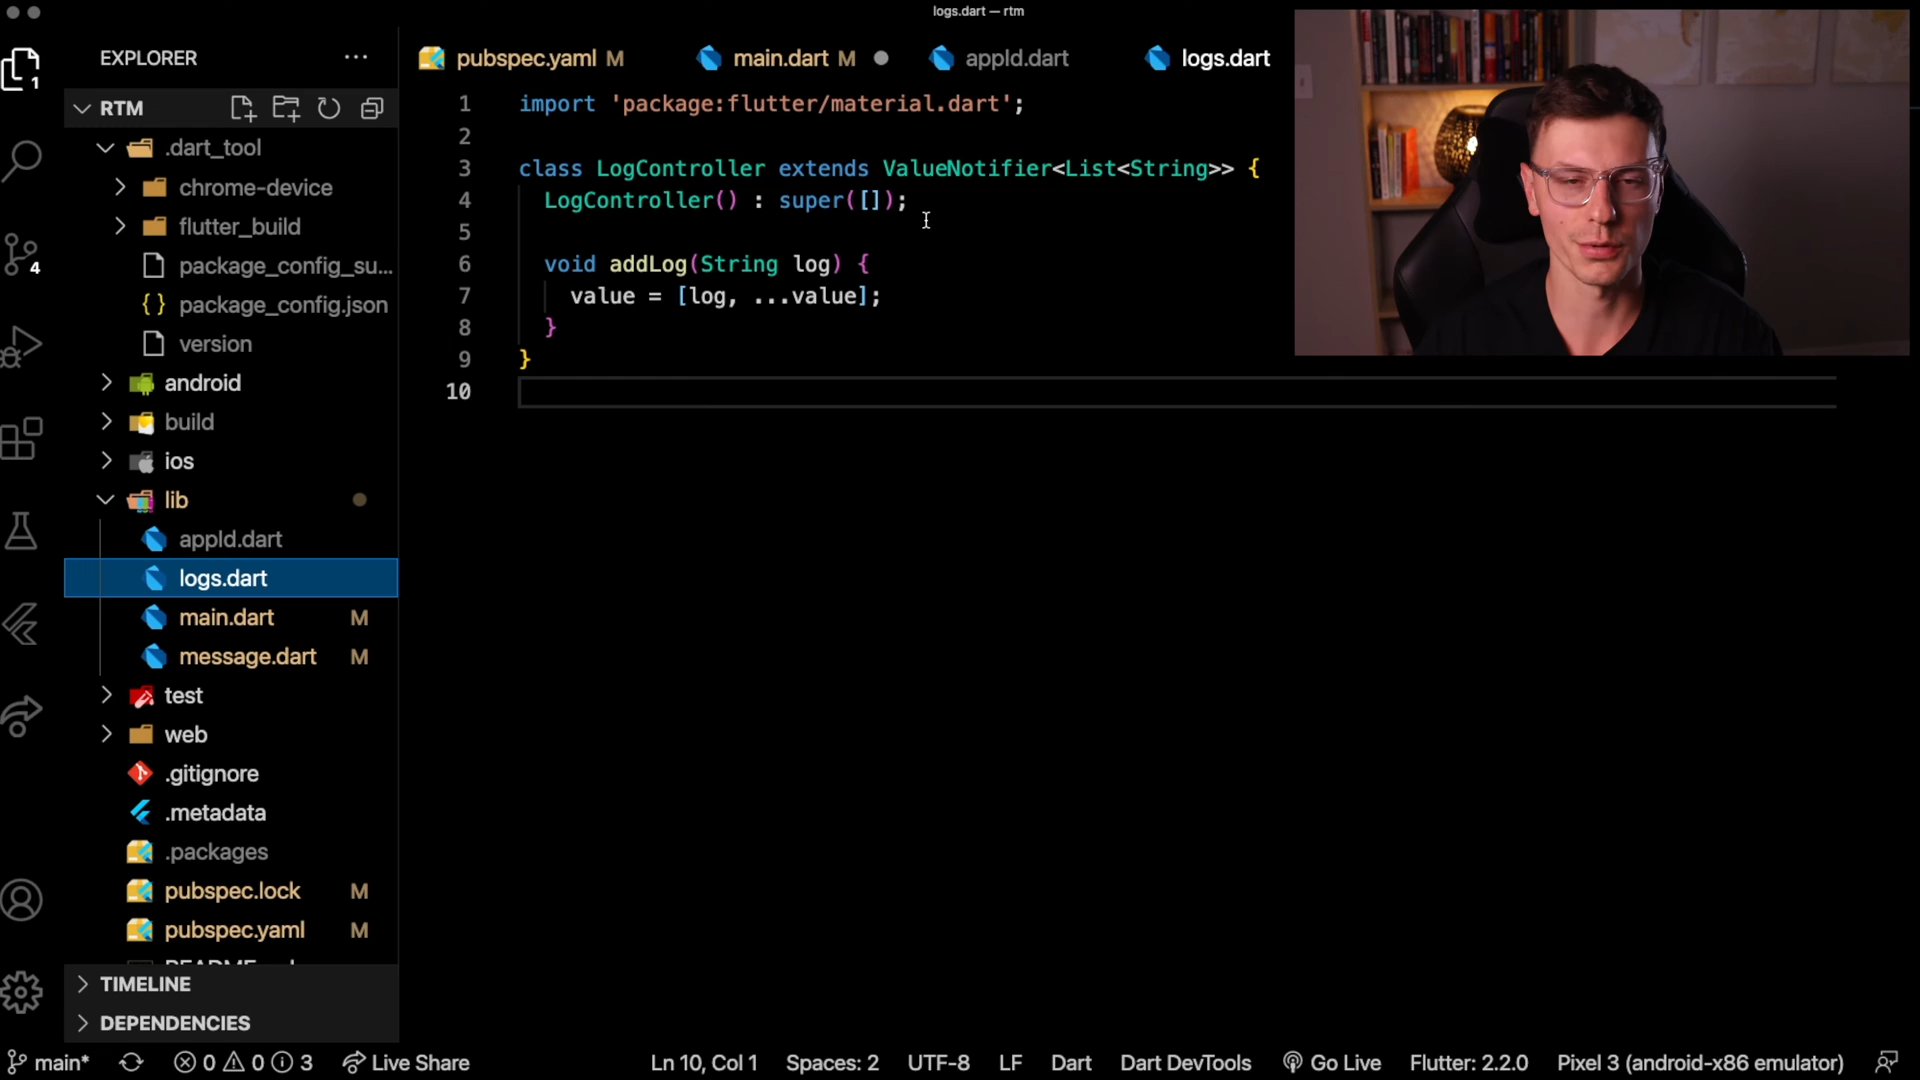 logs.dart — rtm
EXPLORER
pubspec.yaml M
main.dart M
appId.dart
logs.dart
RTM
.dart_tool
chrome-device
flutter_build
package_config_su...
package_config.json
version
android
build
ios
lib
appId.dart
logs.dart
main.dart M
message.dart M
test
web
.gitignore
.metadata
.packages
pubspec.lock M
pubspec.yaml M
TIMELINE
DEPENDENCIES
1
4
1 import 'package:flutter/material.dart';
2
3 class LogController extends ValueNotifier<List<String>> {
4 LogController() : super([]);
5
6 void addLog(String log) {
7 value = [log, ...value];
8 }
9 }
10
main* 0 0 3 Live Share Ln 10, Col 1 Spaces: 2 UTF-8 LF Dart Dart DevTools Go Live Flutter: 2.2.0 Pixel 3 (android-x86 emulator)